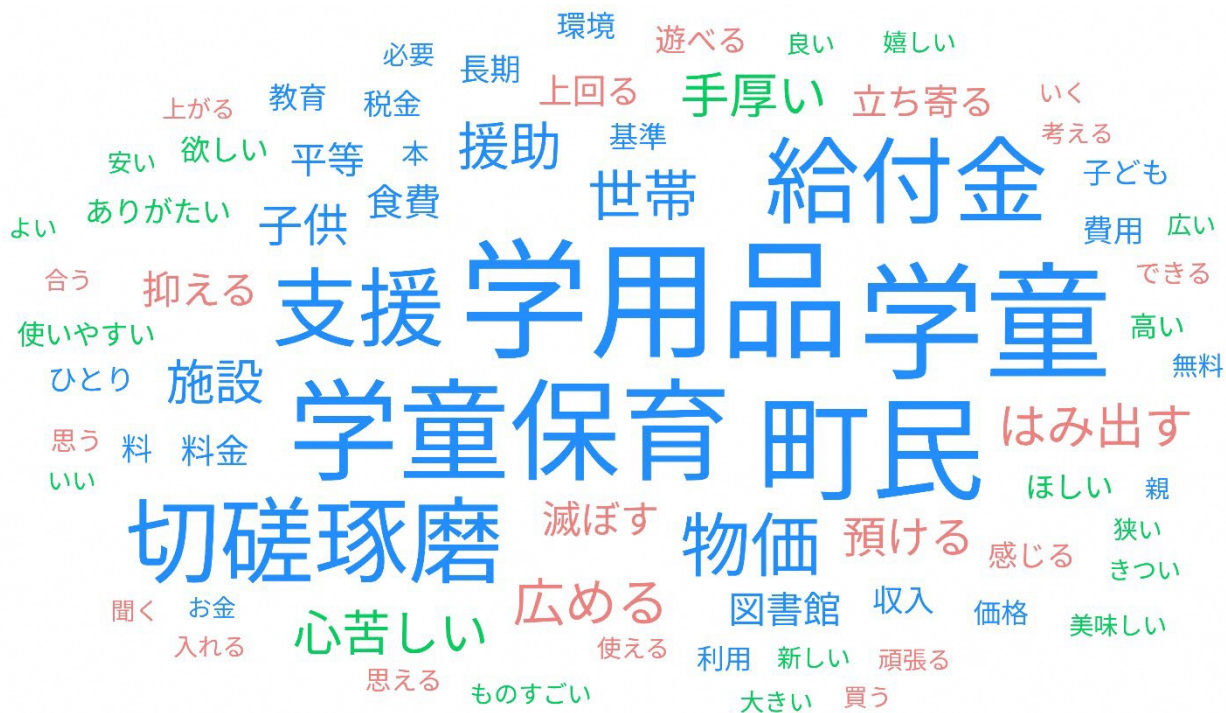 環境
遊べる
良い
嬉しい
必要
長期
上回る
手厚い
立ち寄る
いく
上がる
教育
税金
援助
基準
給付金
考える
安い
欲しい
平等
本
世帯
子ども
よい
ありがたい
子供
食費
費用
広い
合う
抑える
支援
学用品
学童
できる
使いやすい
高い
ひとり
施設
学童保育
町民
はみ出す
無料
思う
料
料金
いい
ほしい
親
切磋琢磨
滅ぼす
物価
預ける
感じる
狭い
きつい
聞く
お金
心苦しい
広める
図書館
収入
価格
美味しい
入れる
思える
使える
利用
新しい
頑張る
ものすごい
大きい
買う